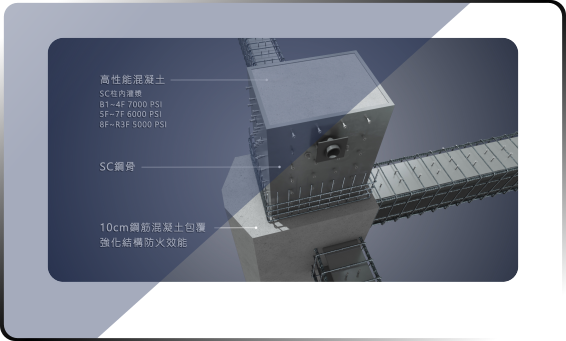 高性能混凝土
SC柱內灌漿
B1~4F 7000 PSI
5F~7F 6000 PSI
8F~R3F 5000 PSI
SC鋼骨
10cm鋼筋混凝土包覆
強化結構防火效能